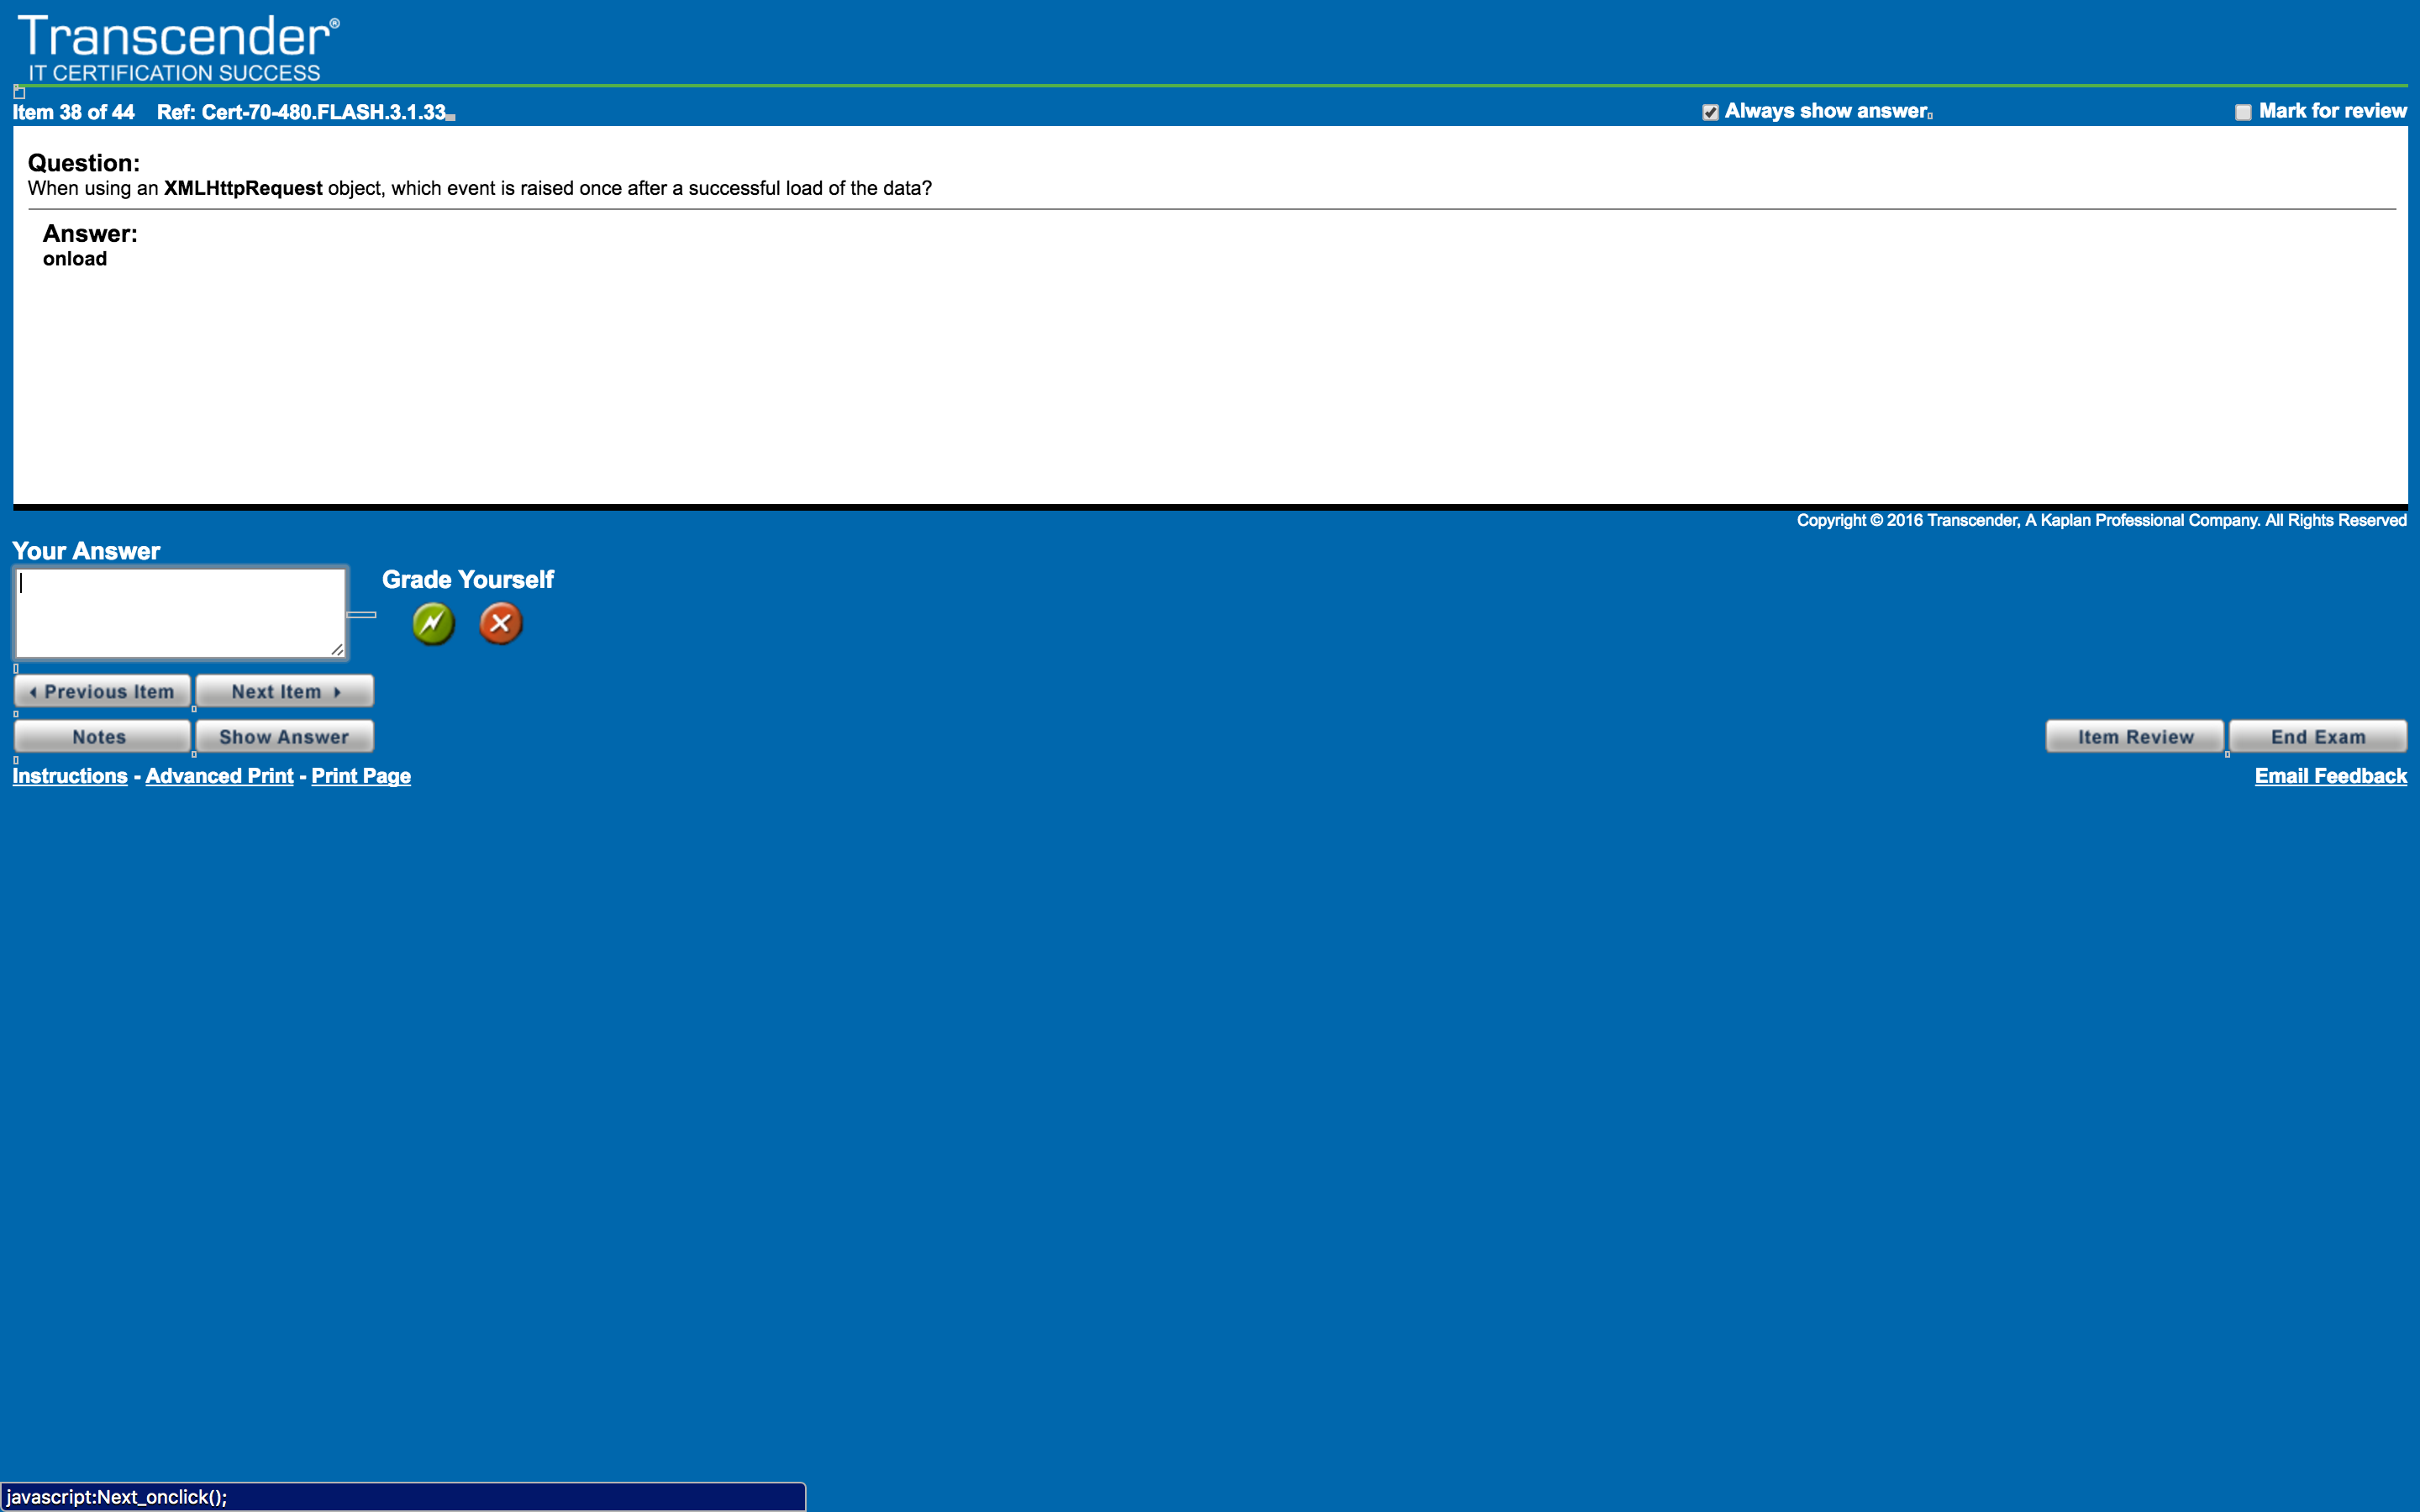 Transcender®
IT CERTIFICATION SUCCESS
Item 38 of 44 Ref: Cert-70-480.FLASH.3.1.33 Always show answer Mark for review
Question:
When using an XMLHttpRequest object, which event is raised once after a successful load of the data?
Answer:
onload
Copyright © 2016 Transcender, A Kaplan Professional Company. All Rights Reserved
Your Answer
Grade Yourself
Previous Item Next Item
Notes Show Answer Item Review End Exam
Instructions - Advanced Print - Print Page Email Feedback
javascript:Next_onclick();